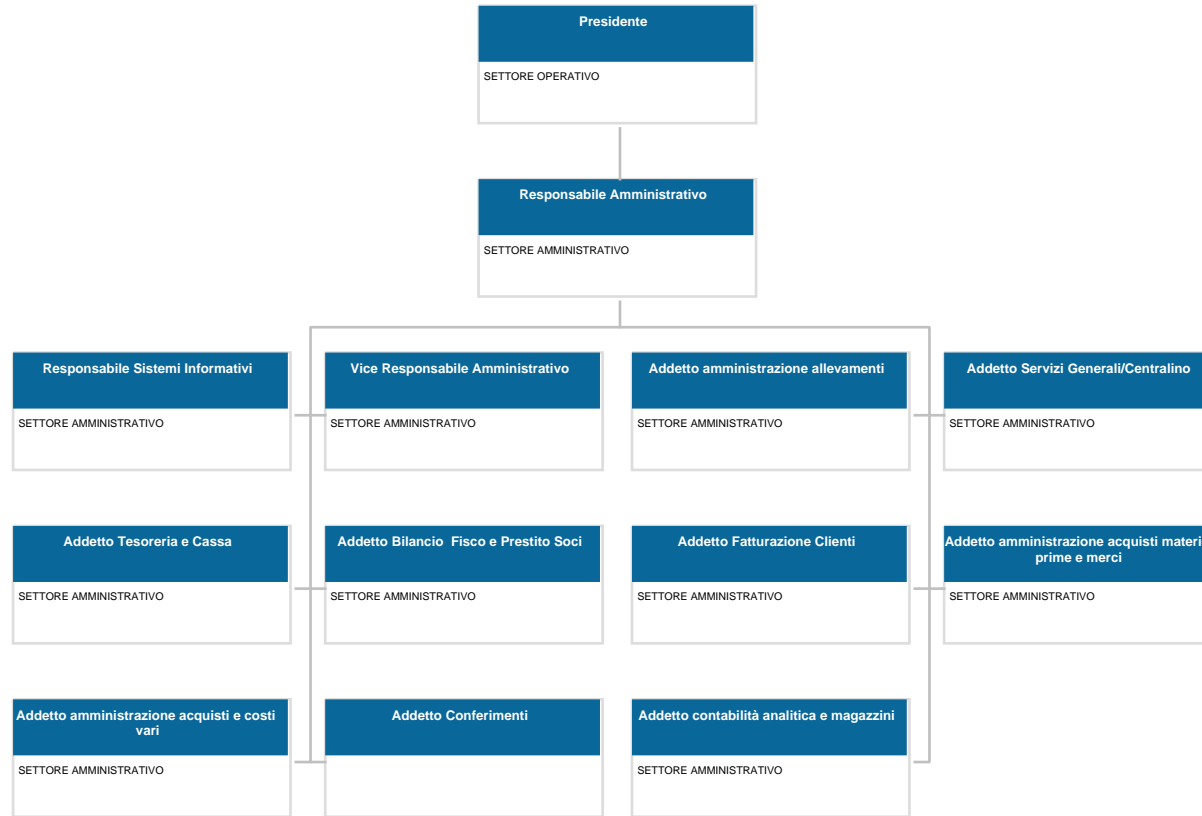 Presidente
SETTORE OPERATIVO
Responsabile Amministrativo
SETTORE AMMINISTRATIVO
Responsabile Sistemi Informativi
SETTORE AMMINISTRATIVO
Vice Responsabile Amministrativo
SETTORE AMMINISTRATIVO
Addetto amministrazione allevamenti
SETTORE AMMINISTRATIVO
Addetto Servizi Generali/Centralino
SETTORE AMMINISTRATIVO
Addetto Tesoreria e Cassa
SETTORE AMMINISTRATIVO
Addetto Bilancio  Fisco e Prestito Soci
SETTORE AMMINISTRATIVO
Addetto Fatturazione Clienti
SETTORE AMMINISTRATIVO
Addetto amministrazione acquisti materi
prime e merci
SETTORE AMMINISTRATIVO
Addetto amministrazione acquisti e costi
vari
SETTORE AMMINISTRATIVO
Addetto Conferimenti
Addetto contabilità analitica e magazzini
SETTORE AMMINISTRATIVO